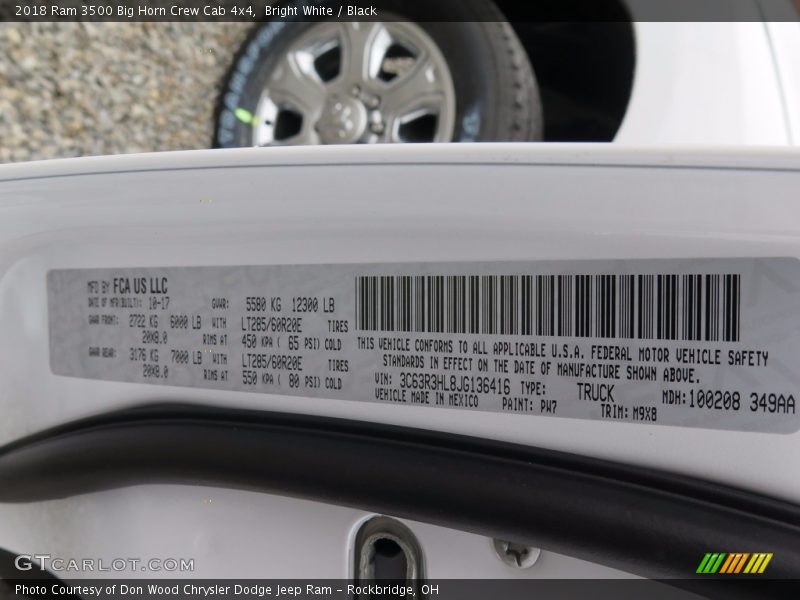 2018 Ram 3500 Big Horn Crew Cab 4x4, Bright White / Black
MFD BY FCA US LLC
DATE OF MFR(BUILT): 10-17 GVWR: 5580 KG 12300 LB
GAWR FRONT: 2722 KG 6000 LB WITH LT285/60R20E TIRES
20X8.0 RIMS AT 450 KPA ( 65 PSI) COLD
GAWR REAR: 3176 KG 7000 LB WITH LT285/60R20E TIRES
20X8.0 RIMS AT 550 KPA ( 80 PSI) COLD
THIS VEHICLE CONFORMS TO ALL APPLICABLE U.S.A. FEDERAL MOTOR VEHICLE SAFETY
STANDARDS IN EFFECT ON THE DATE OF MANUFACTURE SHOWN ABOVE.
VIN: 3C63R3HL8JG136416 TYPE: TRUCK MDH: 100208 349AA
VEHICLE MADE IN MEXICO PAINT: PW7 TRIM: M9X8
GTCARLOT.COM
Photo Courtesy of Don Wood Chrysler Dodge Jeep Ram – Rockbridge, OH